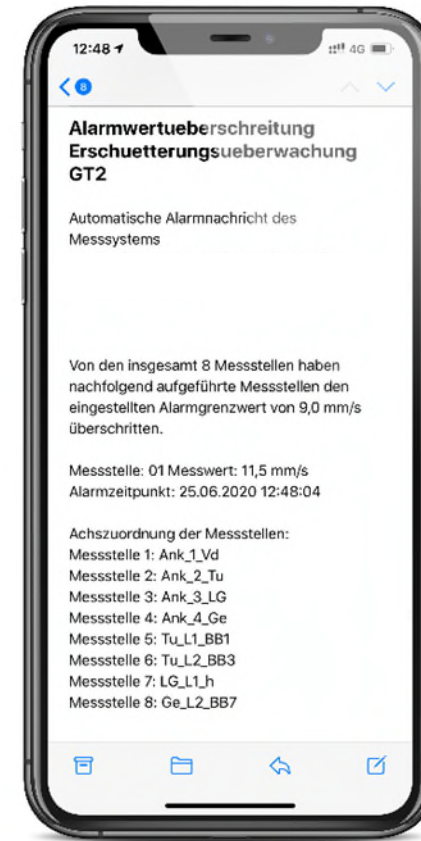 12:48
4G
8
Alarmwertueberschreitung
Erschuetterungsueberwachung
GT2
Automatische Alarmnachricht des
Messsystems
Von den insgesamt 8 Messstellen haben
nachfolgend aufgeführte Messstellen den
eingestellten Alarmgrenzwert von 9,0 mm/s
überschritten.
Messstelle: 01 Messwert: 11,5 mm/s
Alarmzeitpunkt: 25.06.2020 12:48:04
Achszuordnung der Messstellen:
Messstelle 1: Ank_1_Vd
Messstelle 2: Ank_2_Tu
Messstelle 3: Ank_3_LG
Messstelle 4: Ank_4_Ge
Messstelle 5: Tu_L1_BB1
Messstelle 6: Tu_L2_BB3
Messstelle 7: LG_L1_h
Messstelle 8: Ge_L2_BB7